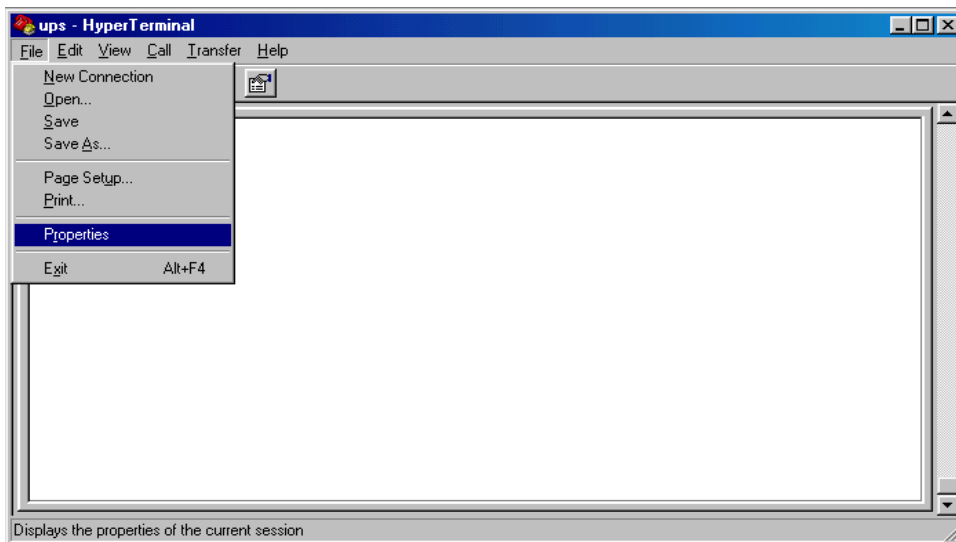 ups - HyperTerminal
File Edit View Call Transfer Help
New Connection
Open...
Save
Save As...
Page Setup...
Print...
Properties
Exit Alt+F4
Displays the properties of the current session